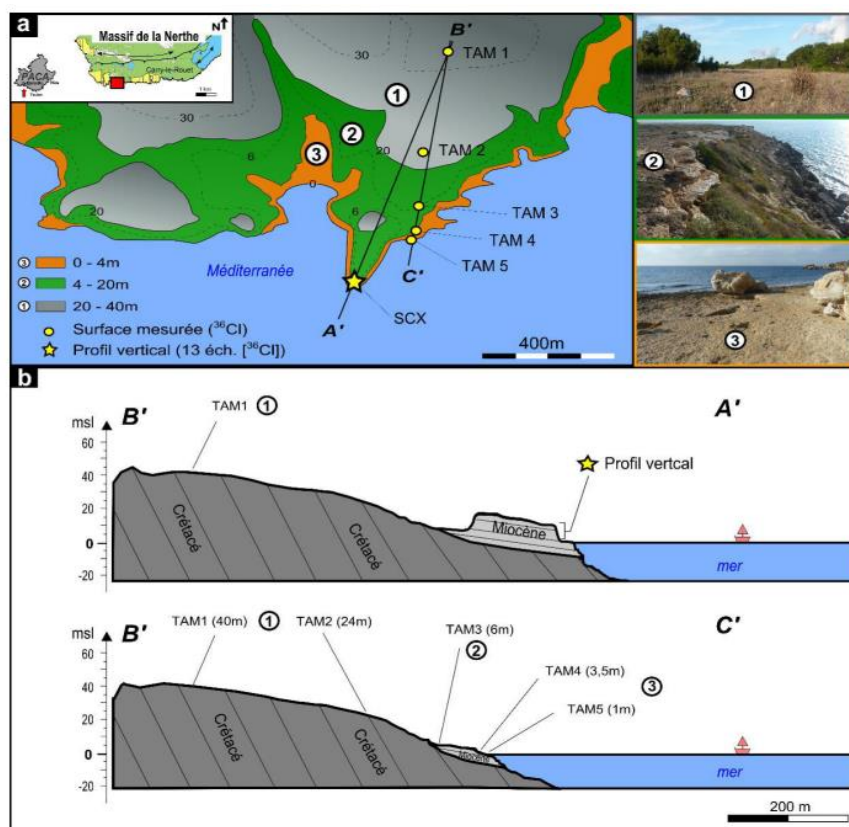 a
Massif de la Nerthe
N
PACA
Carry-le-Rouet
1 km
B'
TAM 1
30
30
1
2
20
TAM 2
3
6
0
6
20
TAM 3
TAM 4
TAM 5
C'
SCX
A'
Méditerranée
3 0 - 4m
2 4 - 20m
1 20 - 40m
Surface mesurée (³⁶Cl)
Profil vertical (13 éch. [³⁶Cl])
400m
1
2
3
b
B'
A'
msl
TAM1 1
60
40
20
0
-20
Profil vertcal
Crétacé
Crétacé
Miocène
mer
B'
C'
msl
TAM1 (40m) 1
TAM2 (24m)
TAM3 (6m)
2
TAM4 (3,5m)
3
TAM5 (1m)
60
40
20
0
-20
Crétacé
Crétacé
Miocène
mer
200 m